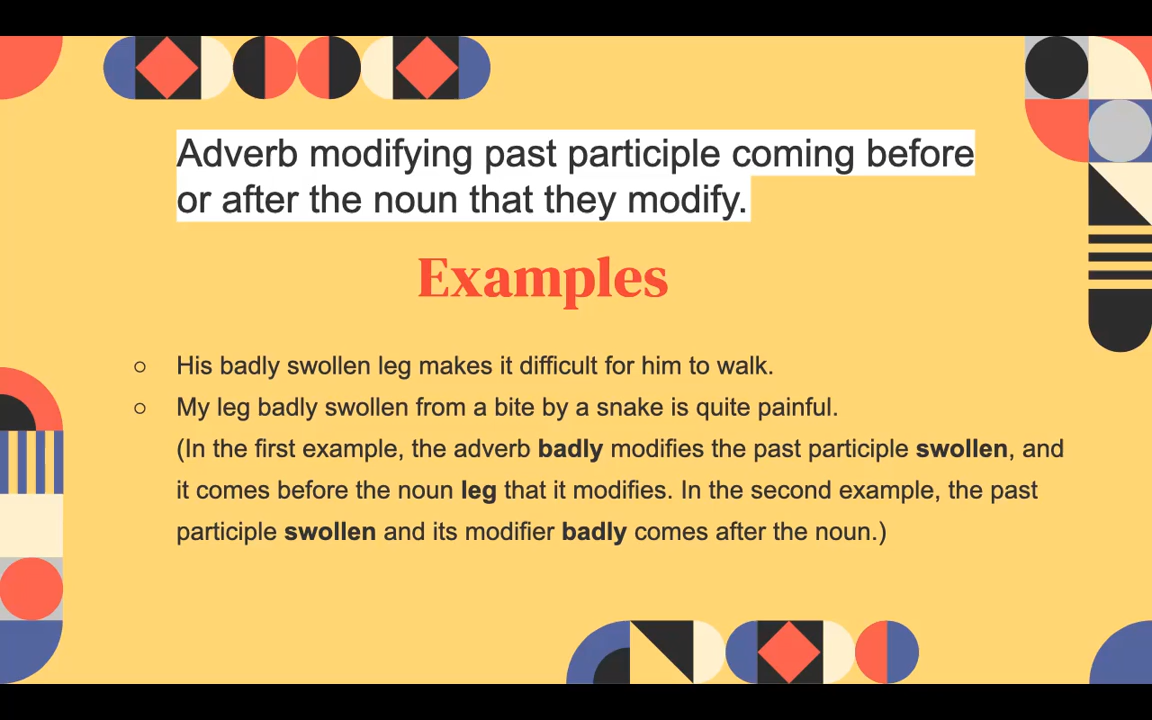 Adverb modifying past participle coming before
or after the noun that they modify.
Examples
○ His badly swollen leg makes it difficult for him to walk.
○ My leg badly swollen from a bite by a snake is quite painful.
(In the first example, the adverb badly modifies the past participle swollen, and
it comes before the noun leg that it modifies. In the second example, the past
participle swollen and its modifier badly comes after the noun.)